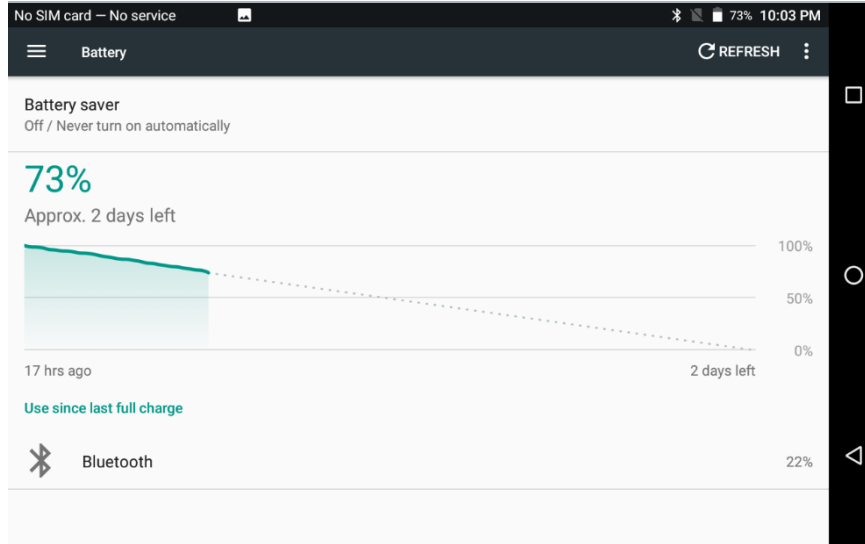 No SIM card — No service 73% 10:03 PM
Battery REFRESH
Battery saver
Off / Never turn on automatically
73%
Approx. 2 days left
100%
50%
0%
17 hrs ago 2 days left
Use since last full charge
Bluetooth 22%